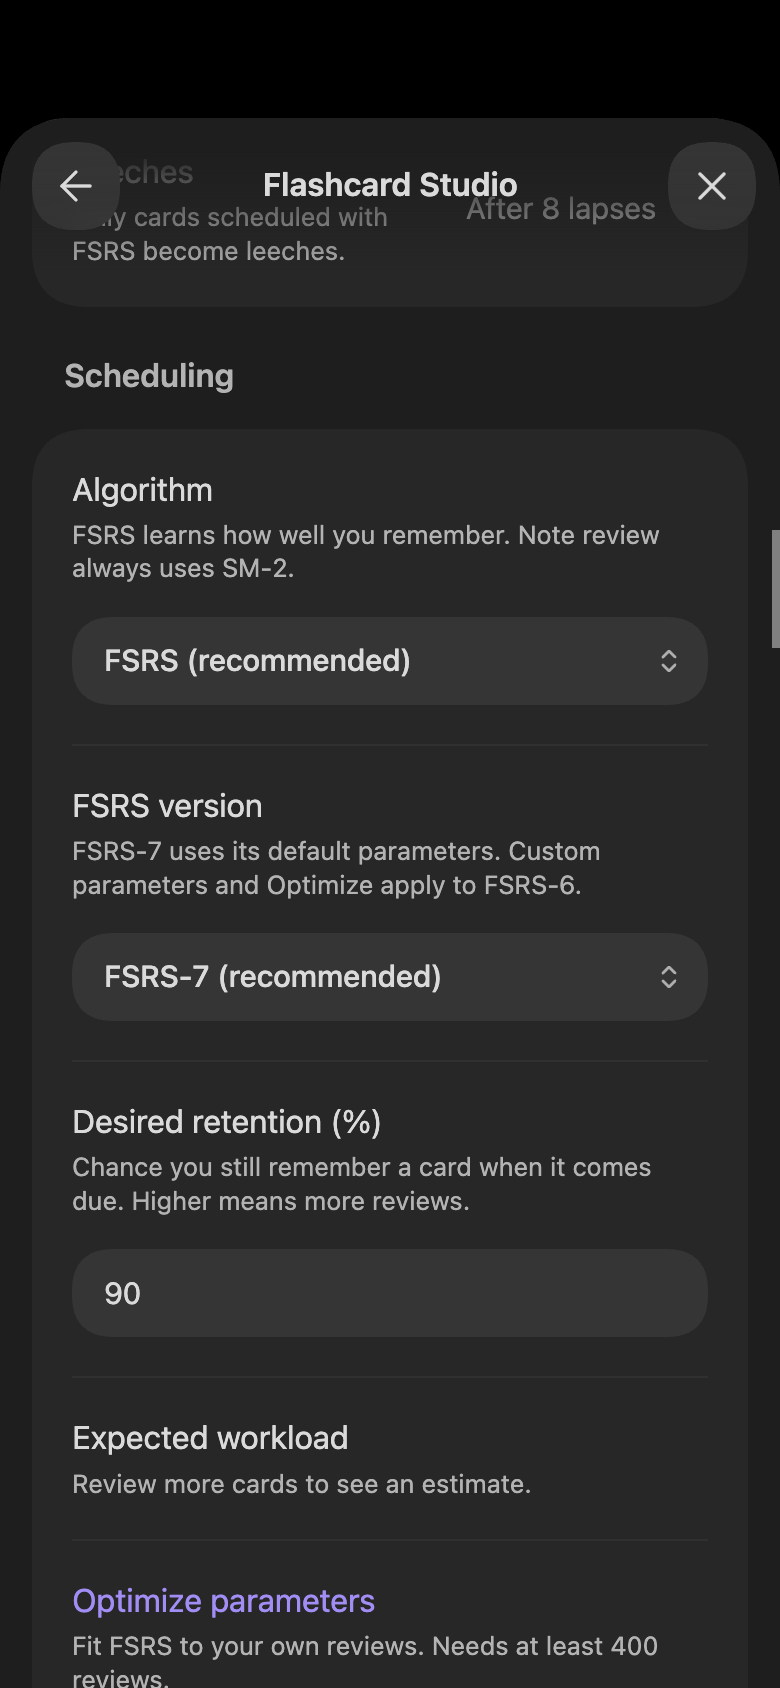 Flashcard Studio
After 8 lapses
cards scheduled with
FSRS become leeches.
Scheduling
Algorithm
FSRS learns how well you remember. Note review
always uses SM-2.
FSRS (recommended)
FSRS version
FSRS-7 uses its default parameters. Custom
parameters and Optimize apply to FSRS-6.
FSRS-7 (recommended)
Desired retention (%)
Chance you still remember a card when it comes
due. Higher means more reviews.
90
Expected workload
Review more cards to see an estimate.
Optimize parameters
Fit FSRS to your own reviews. Needs at least 400
reviews.